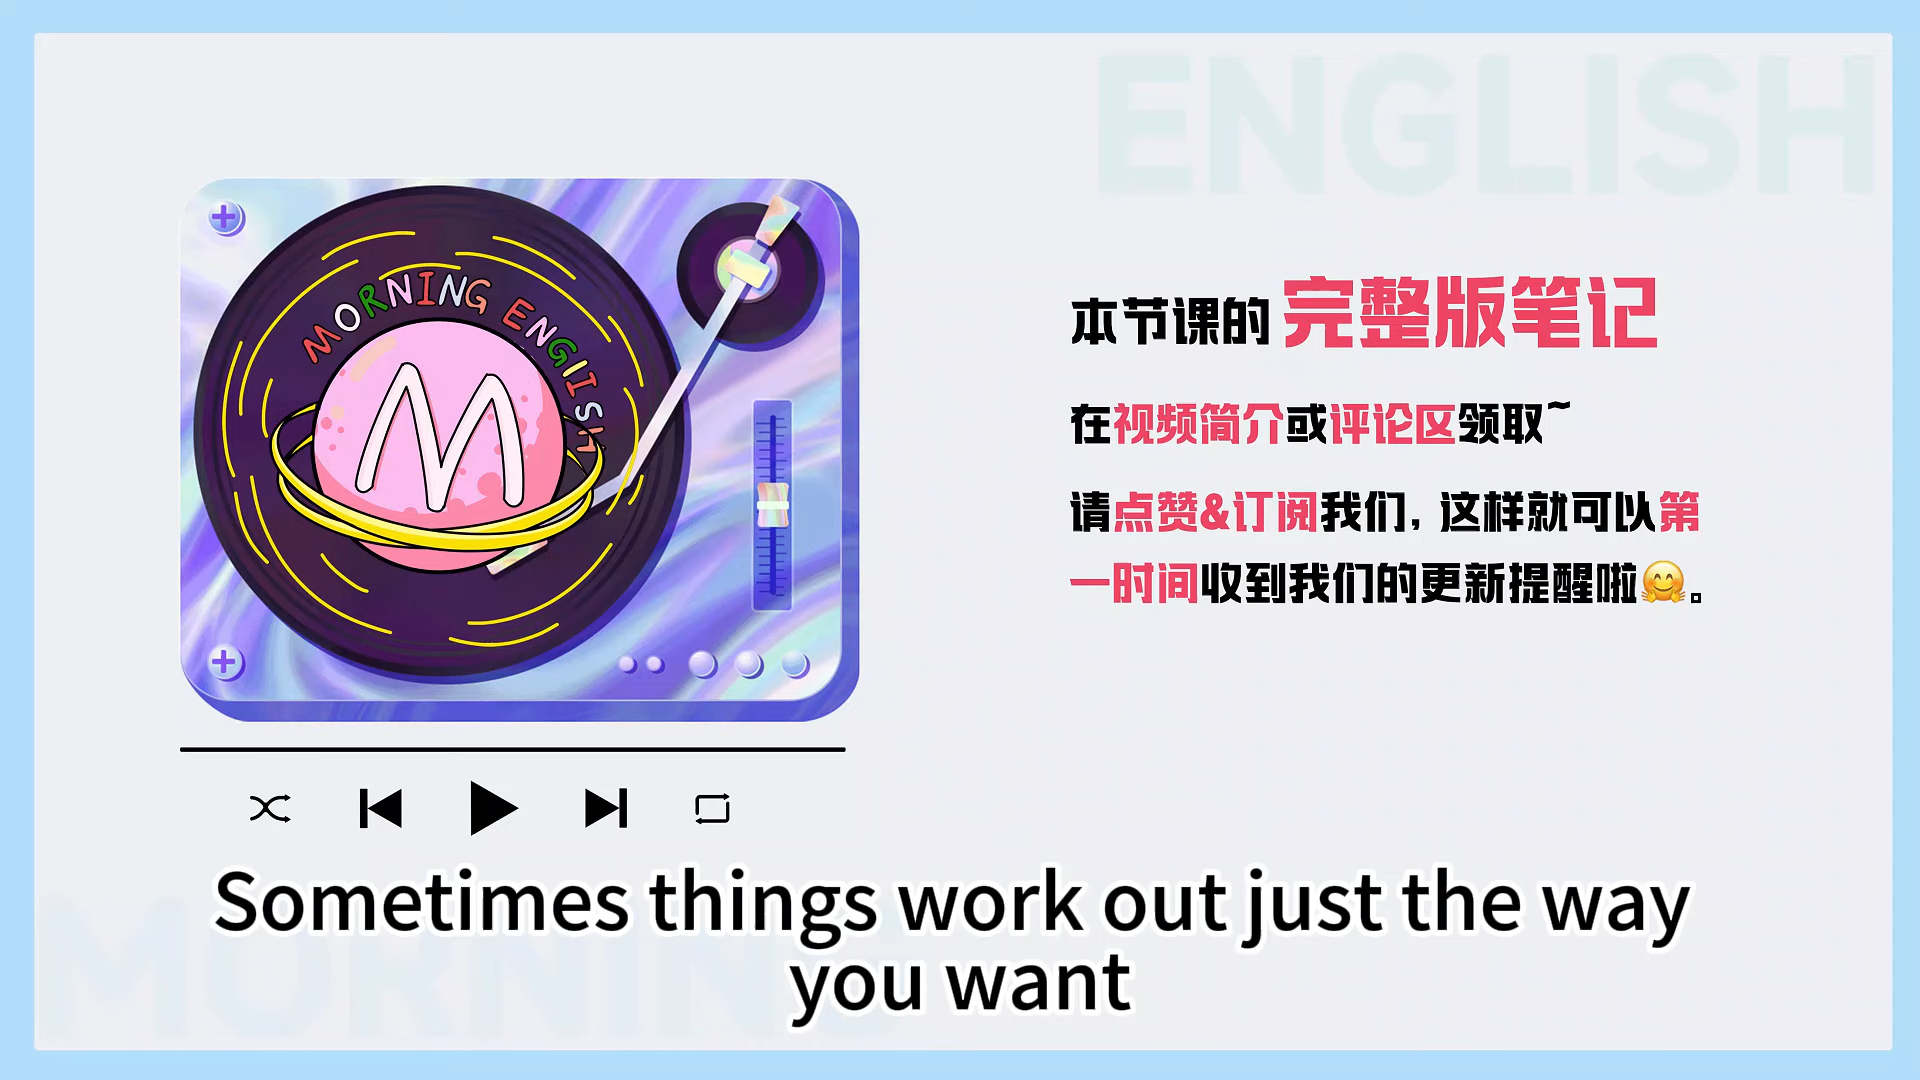 ENGLISH
MORNING ENGLISH
M
本节课的完整版笔记
在视频简介或评论区领取~
请点赞&订阅我们，这样就可以第
一时间收到我们的更新提醒啦🤗。
MORNING
Sometimes things work out just the way
you want